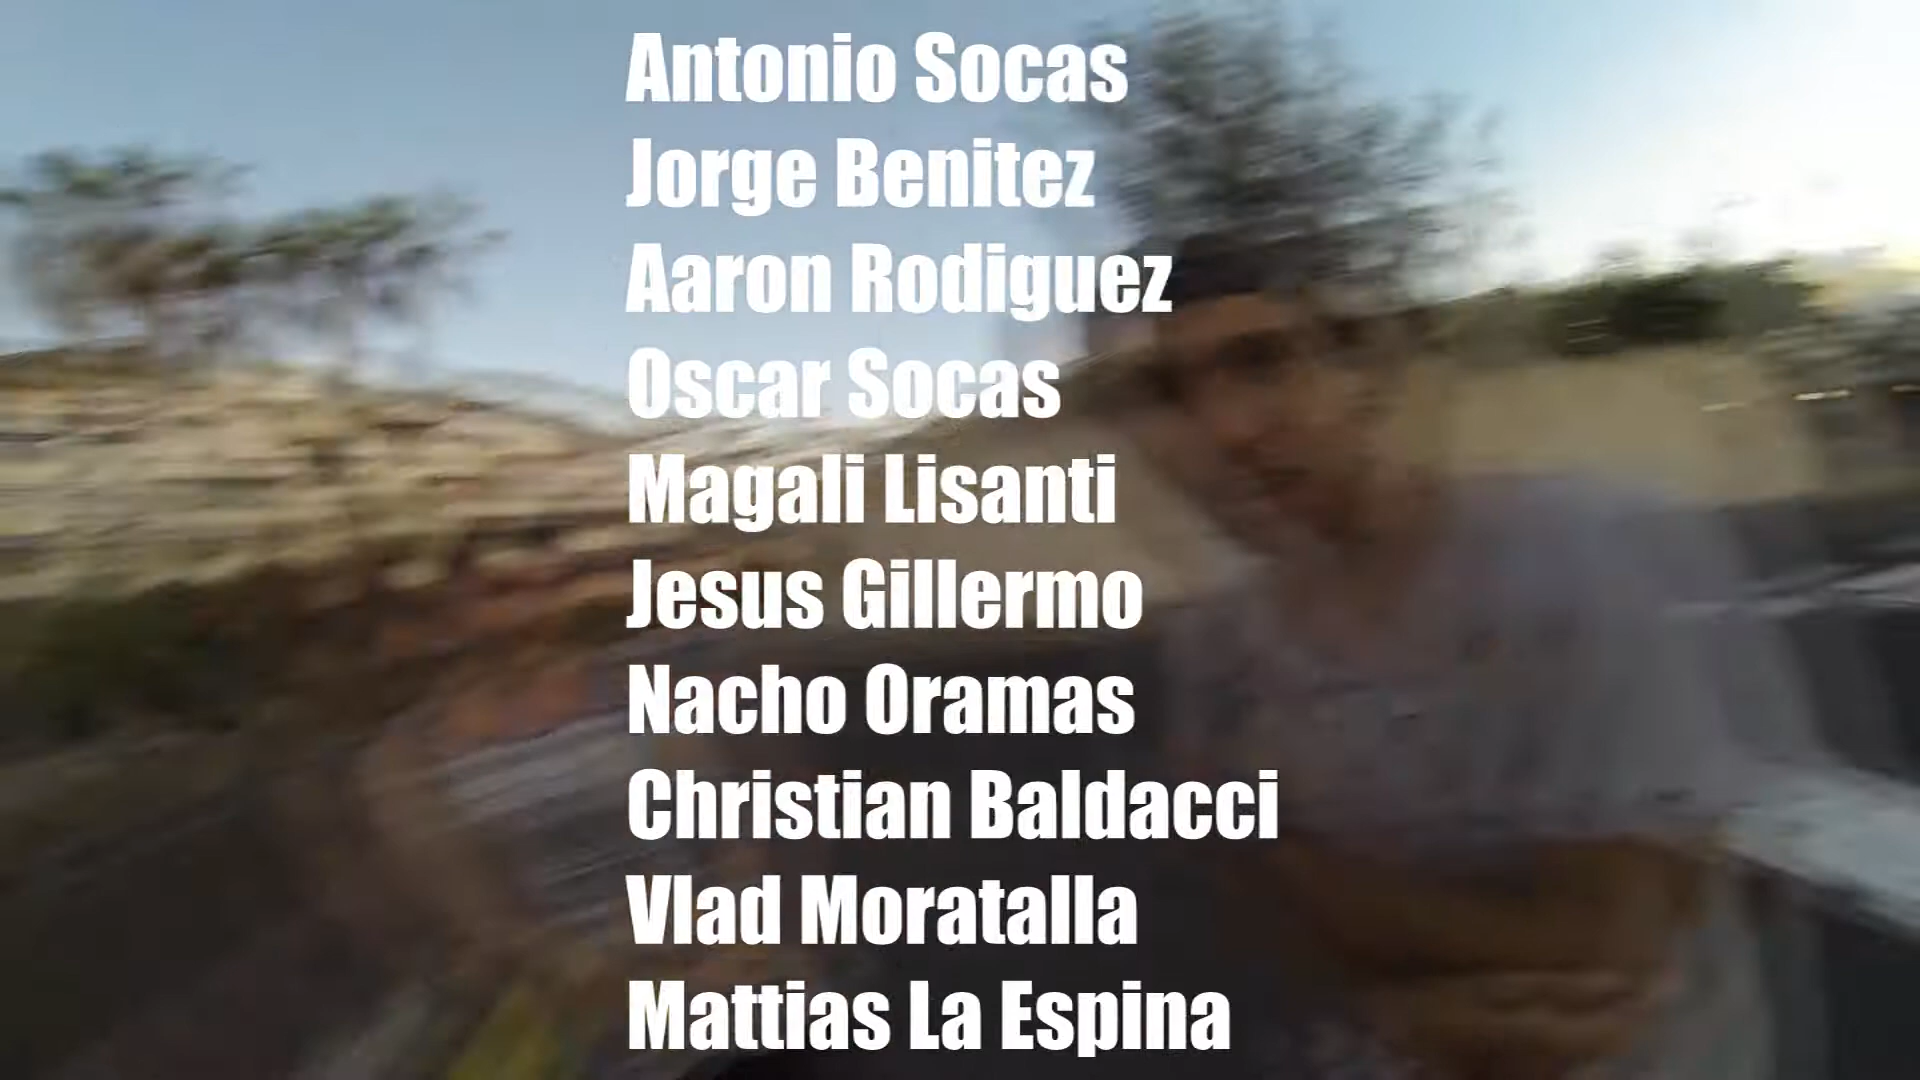 Antonio Socas
Jorge Benitez
Aaron Rodiguez
Oscar Socas
Magali Lisanti
Jesus Gillermo
Nacho Oramas
Christian Baldacci
Vlad Moratalla
Mattias La Espina